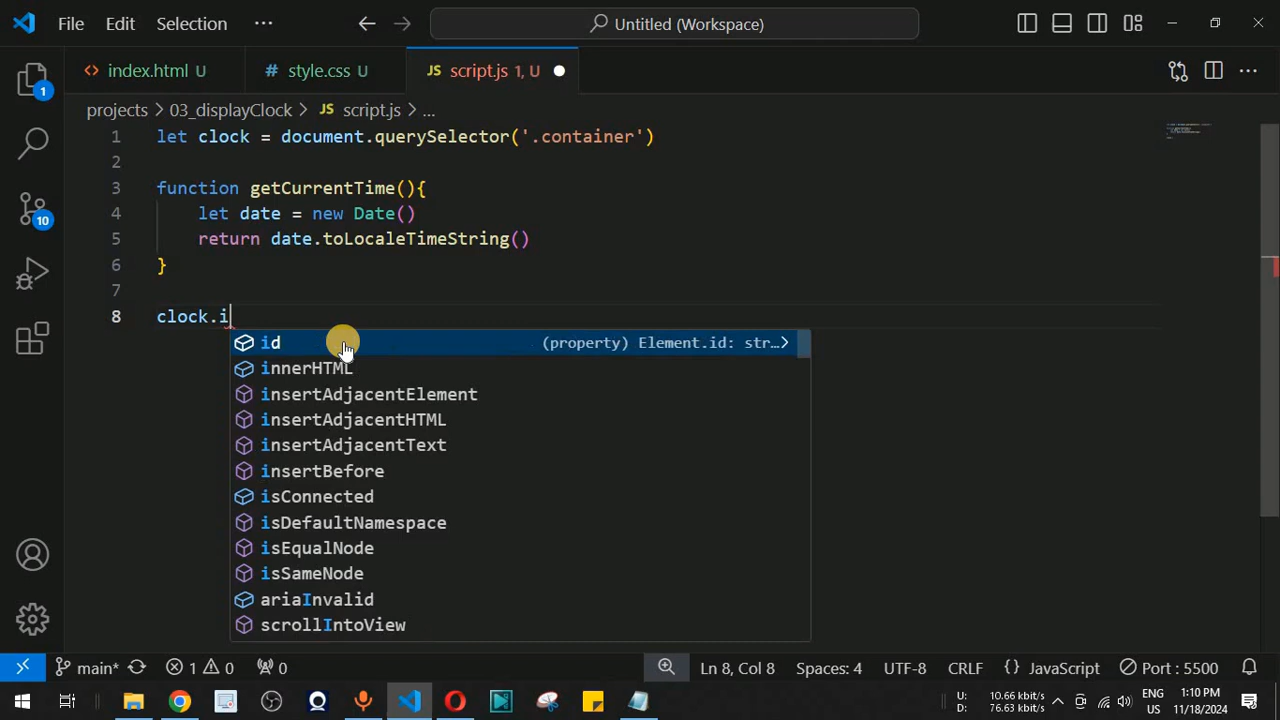 File Edit Selection ··· Untitled (Workspace)
index.html U style.css U JS script.js 1, U
projects > 03_displayClock > JS script.js > ...
1 let clock = document.querySelector('.container')
2
3 function getCurrentTime(){
4 let date = new Date()
5 return date.toLocaleTimeString()
6 }
7
8 clock.i
id (property) Element.id: str…>
innerHTML
insertAdjacentElement
insertAdjacentHTML
insertAdjacentText
insertBefore
isConnected
isDefaultNamespace
isEqualNode
isSameNode
ariaInvalid
scrollIntoView
1
10
main* 1 0 0 Ln 8, Col 8 Spaces: 4 UTF-8 CRLF {} JavaScript Port : 5500
U: 10.66 kbit/s ENG 1:10 PM
D: 76.63 kbit/s US 11/18/2024